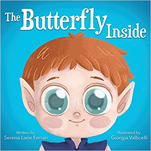 The Butterfly
Inside
Written by
Serena Lane Ferrari
Illustrated by
Giorgia Vallicelli